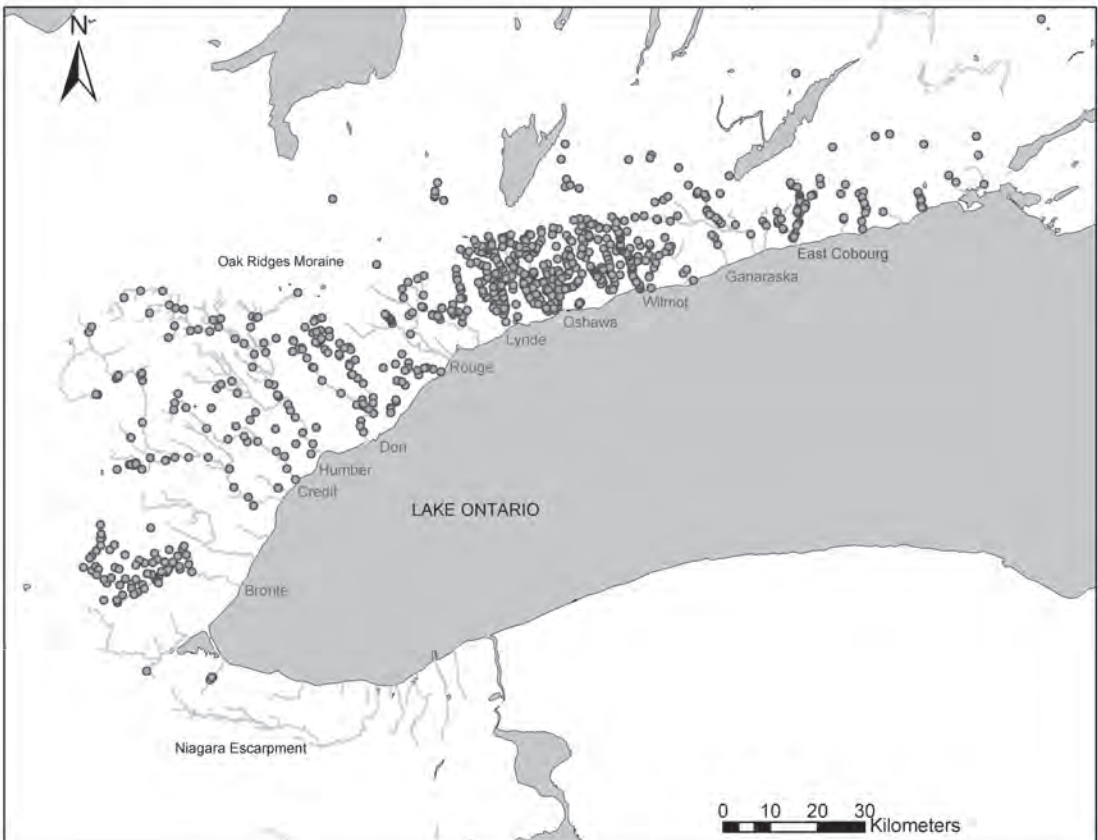 N
Oak Ridges Moraine
East Cobourg
Ganaraska
Wilmot
Oshawa
Lynde
Rouge
Don
Humber
Credit
LAKE ONTARIO
Bronte
Niagara Escarpment
0 10 20 30
Kilometers